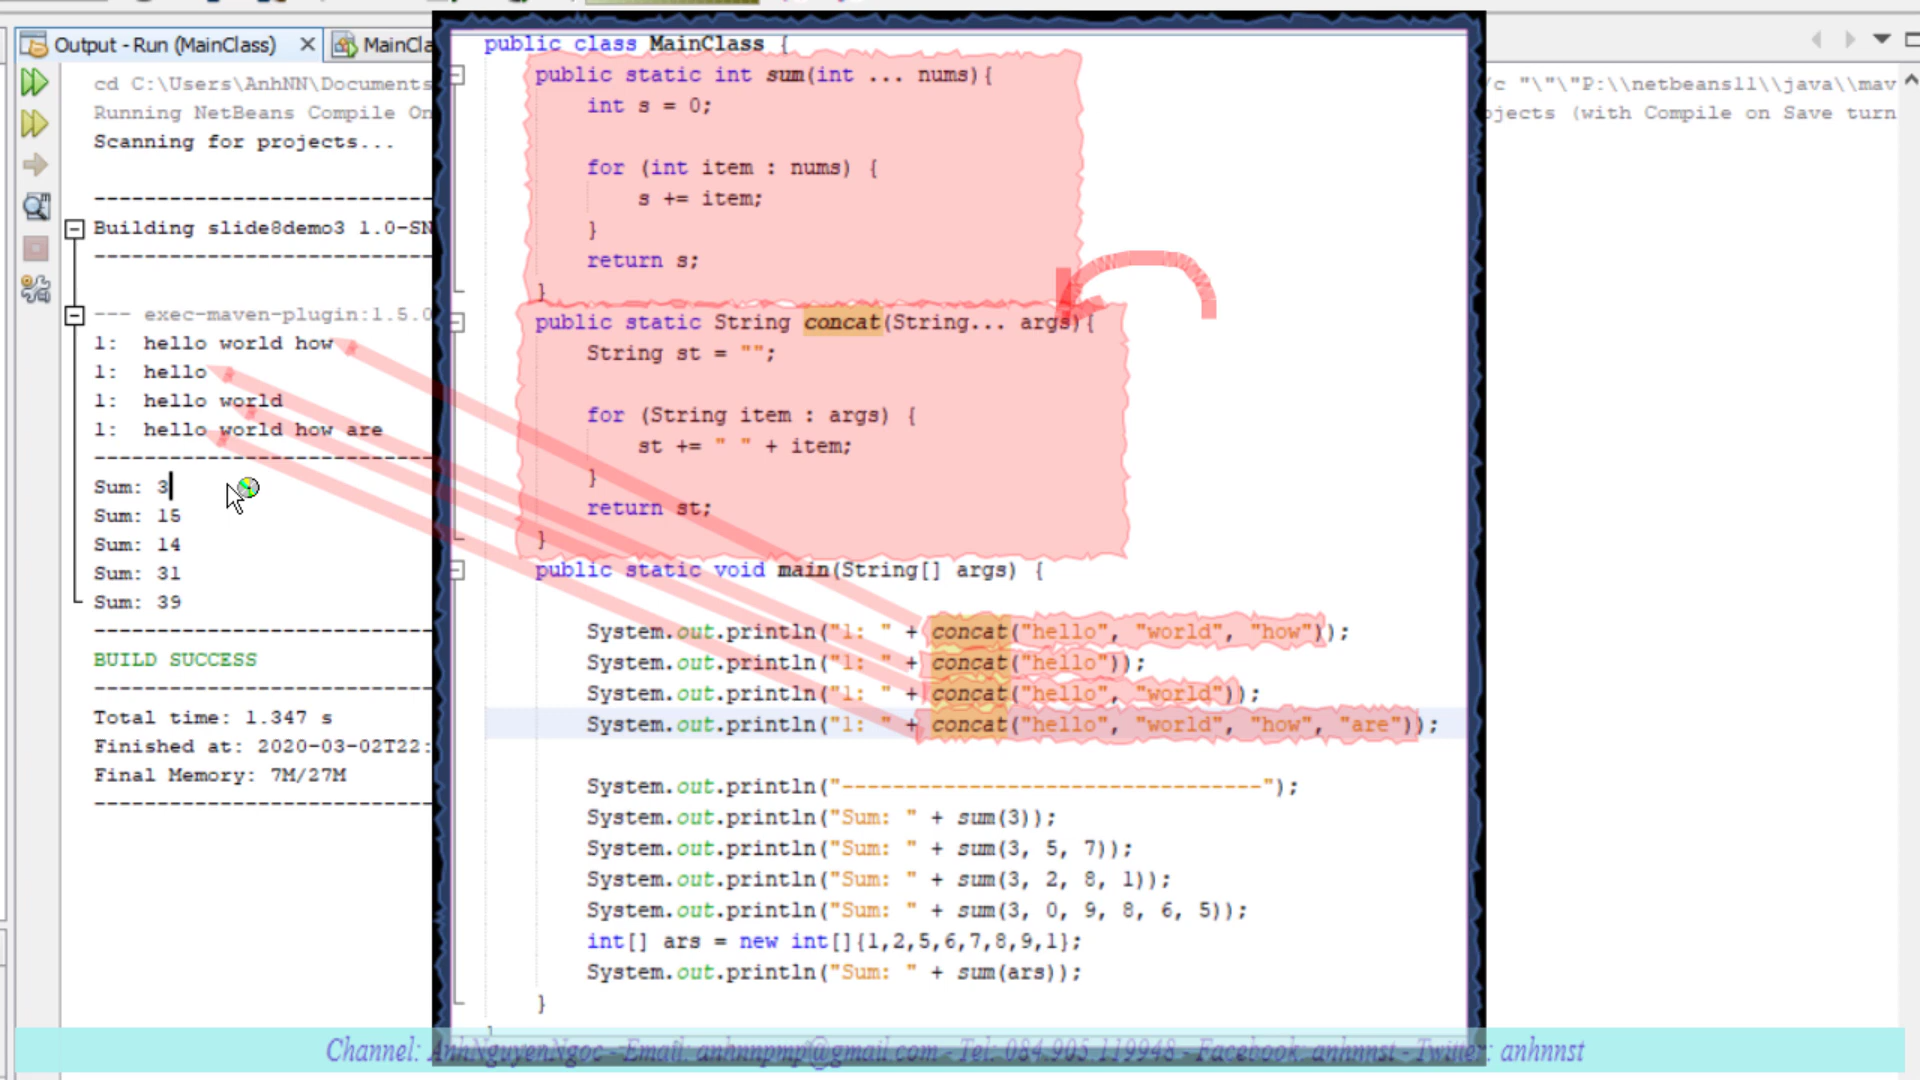 Output - Run (MainClass)
MainCla
cd C:\Users\AnhNN\Documents
/c "\"\"P:\\netbeans11\\java\\mav
Running NetBeans Compile On
ojects (with Compile on Save turn
Scanning for projects...
------------------------
Building slide8demo3 1.0-SN
------------------------
--- exec-maven-plugin:1.5.0
1:  hello world how
1:  hello
1:  hello world
1:  hello world how are
------------------------
Sum: 3
Sum: 15
Sum: 14
Sum: 31
Sum: 39
------------------------
BUILD SUCCESS
------------------------
Total time: 1.347 s
Finished at: 2020-03-02T22:
Final Memory: 7M/27M
------------------------
public class MainClass {
public static int sum(int ... nums){
int s = 0;
for (int item : nums) {
s += item;
}
return s;
}
public static String concat(String... args){
String st = "";
for (String item : args) {
st += " " + item;
}
return st;
}
public static void main(String[] args) {
System.out.println("1: " + concat("hello", "world", "how"));
System.out.println("1: " + concat("hello"));
System.out.println("1: " + concat("hello", "world"));
System.out.println("1: " + concat("hello", "world", "how", "are"));
System.out.println("---------------------------------");
System.out.println("Sum: " + sum(3));
System.out.println("Sum: " + sum(3, 5, 7));
System.out.println("Sum: " + sum(3, 2, 8, 1));
System.out.println("Sum: " + sum(3, 0, 9, 8, 6, 5));
int[] ars = new int[]{1,2,5,6,7,8,9,1};
System.out.println("Sum: " + sum(ars));
}
Channel: AnhNguyenNgoc - Email: anhnnpmp@gmail.com - Tel: 084.905.119948 - Facebook: anhnnst - Twitter: anhnnst